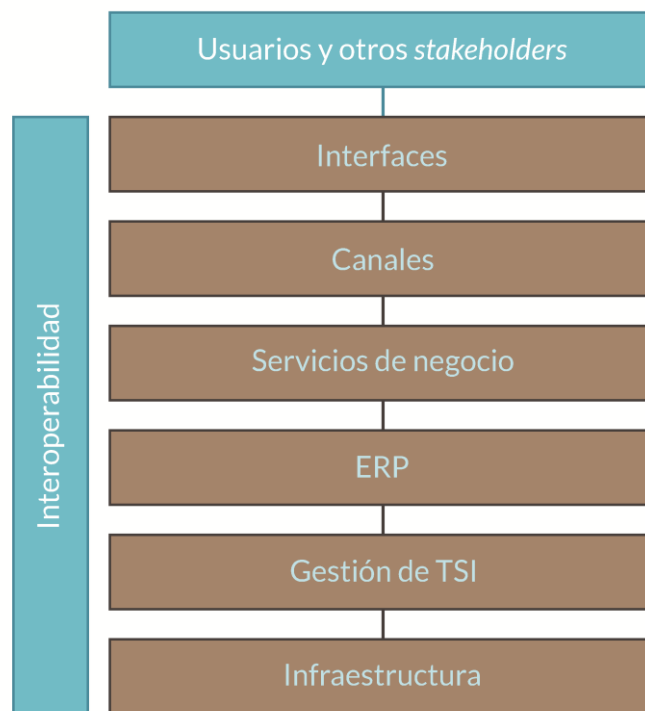 Usuarios y otros stakeholders
Interoperabilidad
Interfaces
Canales
Servicios de negocio
ERP
Gestión de TSI
Infraestructura